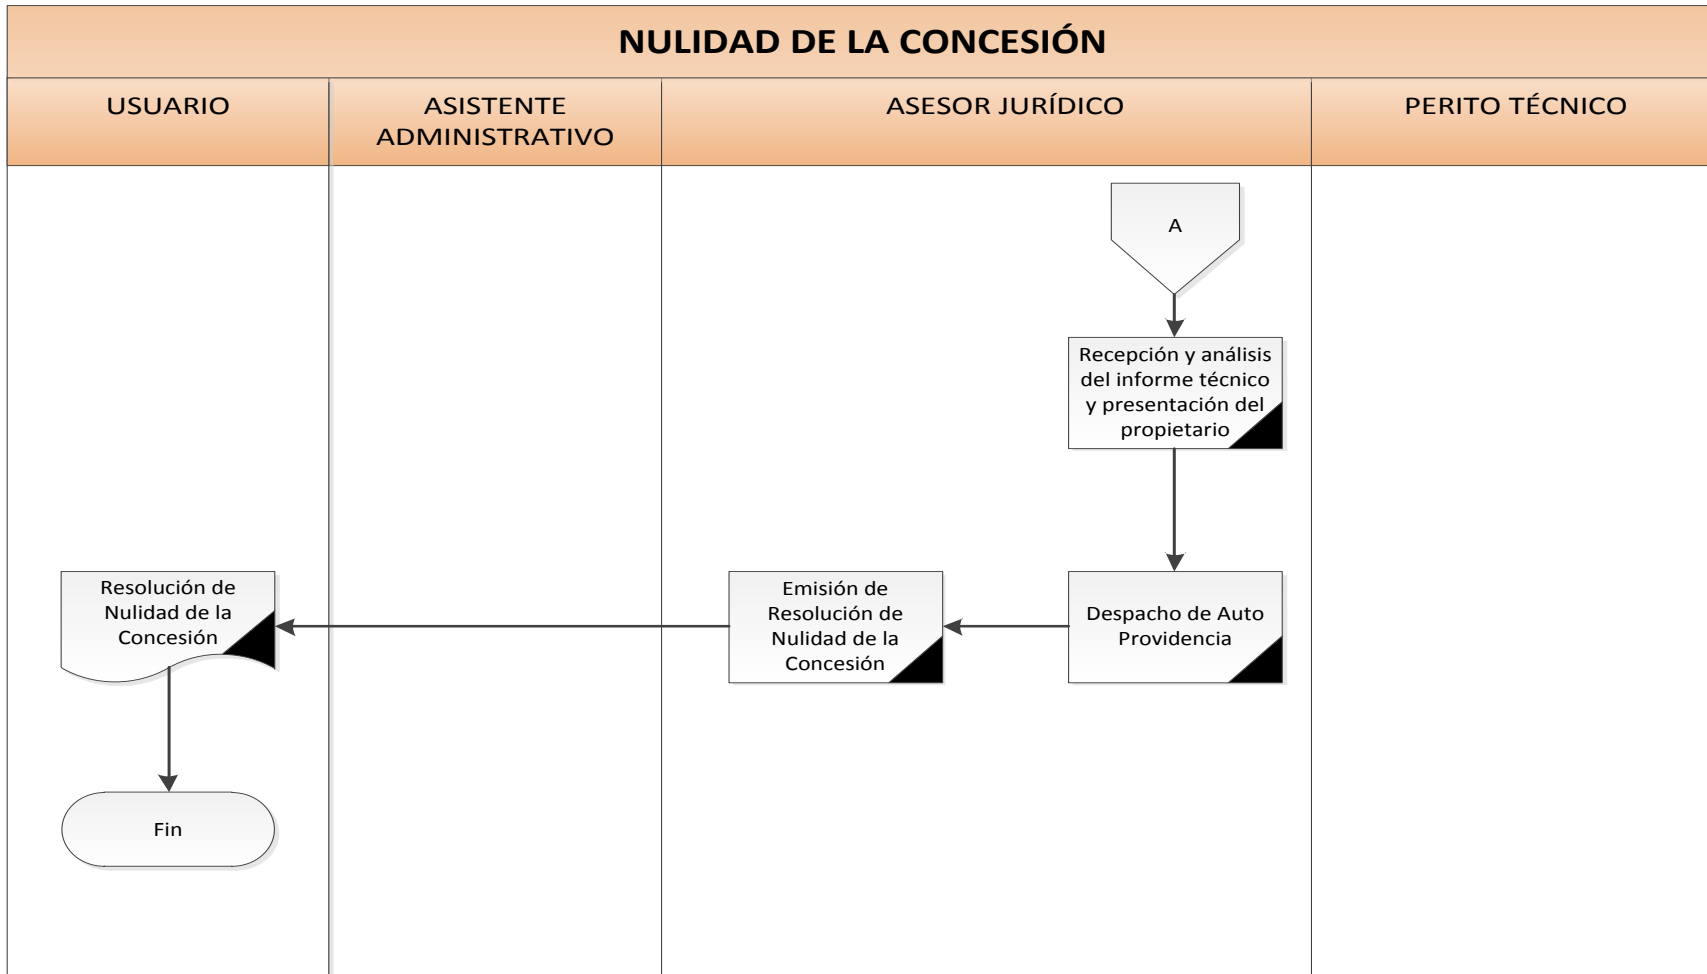 NULIDAD DE LA CONCESIÓN
USUARIO
ASISTENTE
ADMINISTRATIVO
ASESOR JURÍDICO
PERITO TÉCNICO
A
Recepción y análisis
del informe técnico
y presentación del
propietario
Despacho de Auto
Providencia
Emisión de
Resolución de
Nulidad de la
Concesión
Resolución de
Nulidad de la
Concesión
Fin